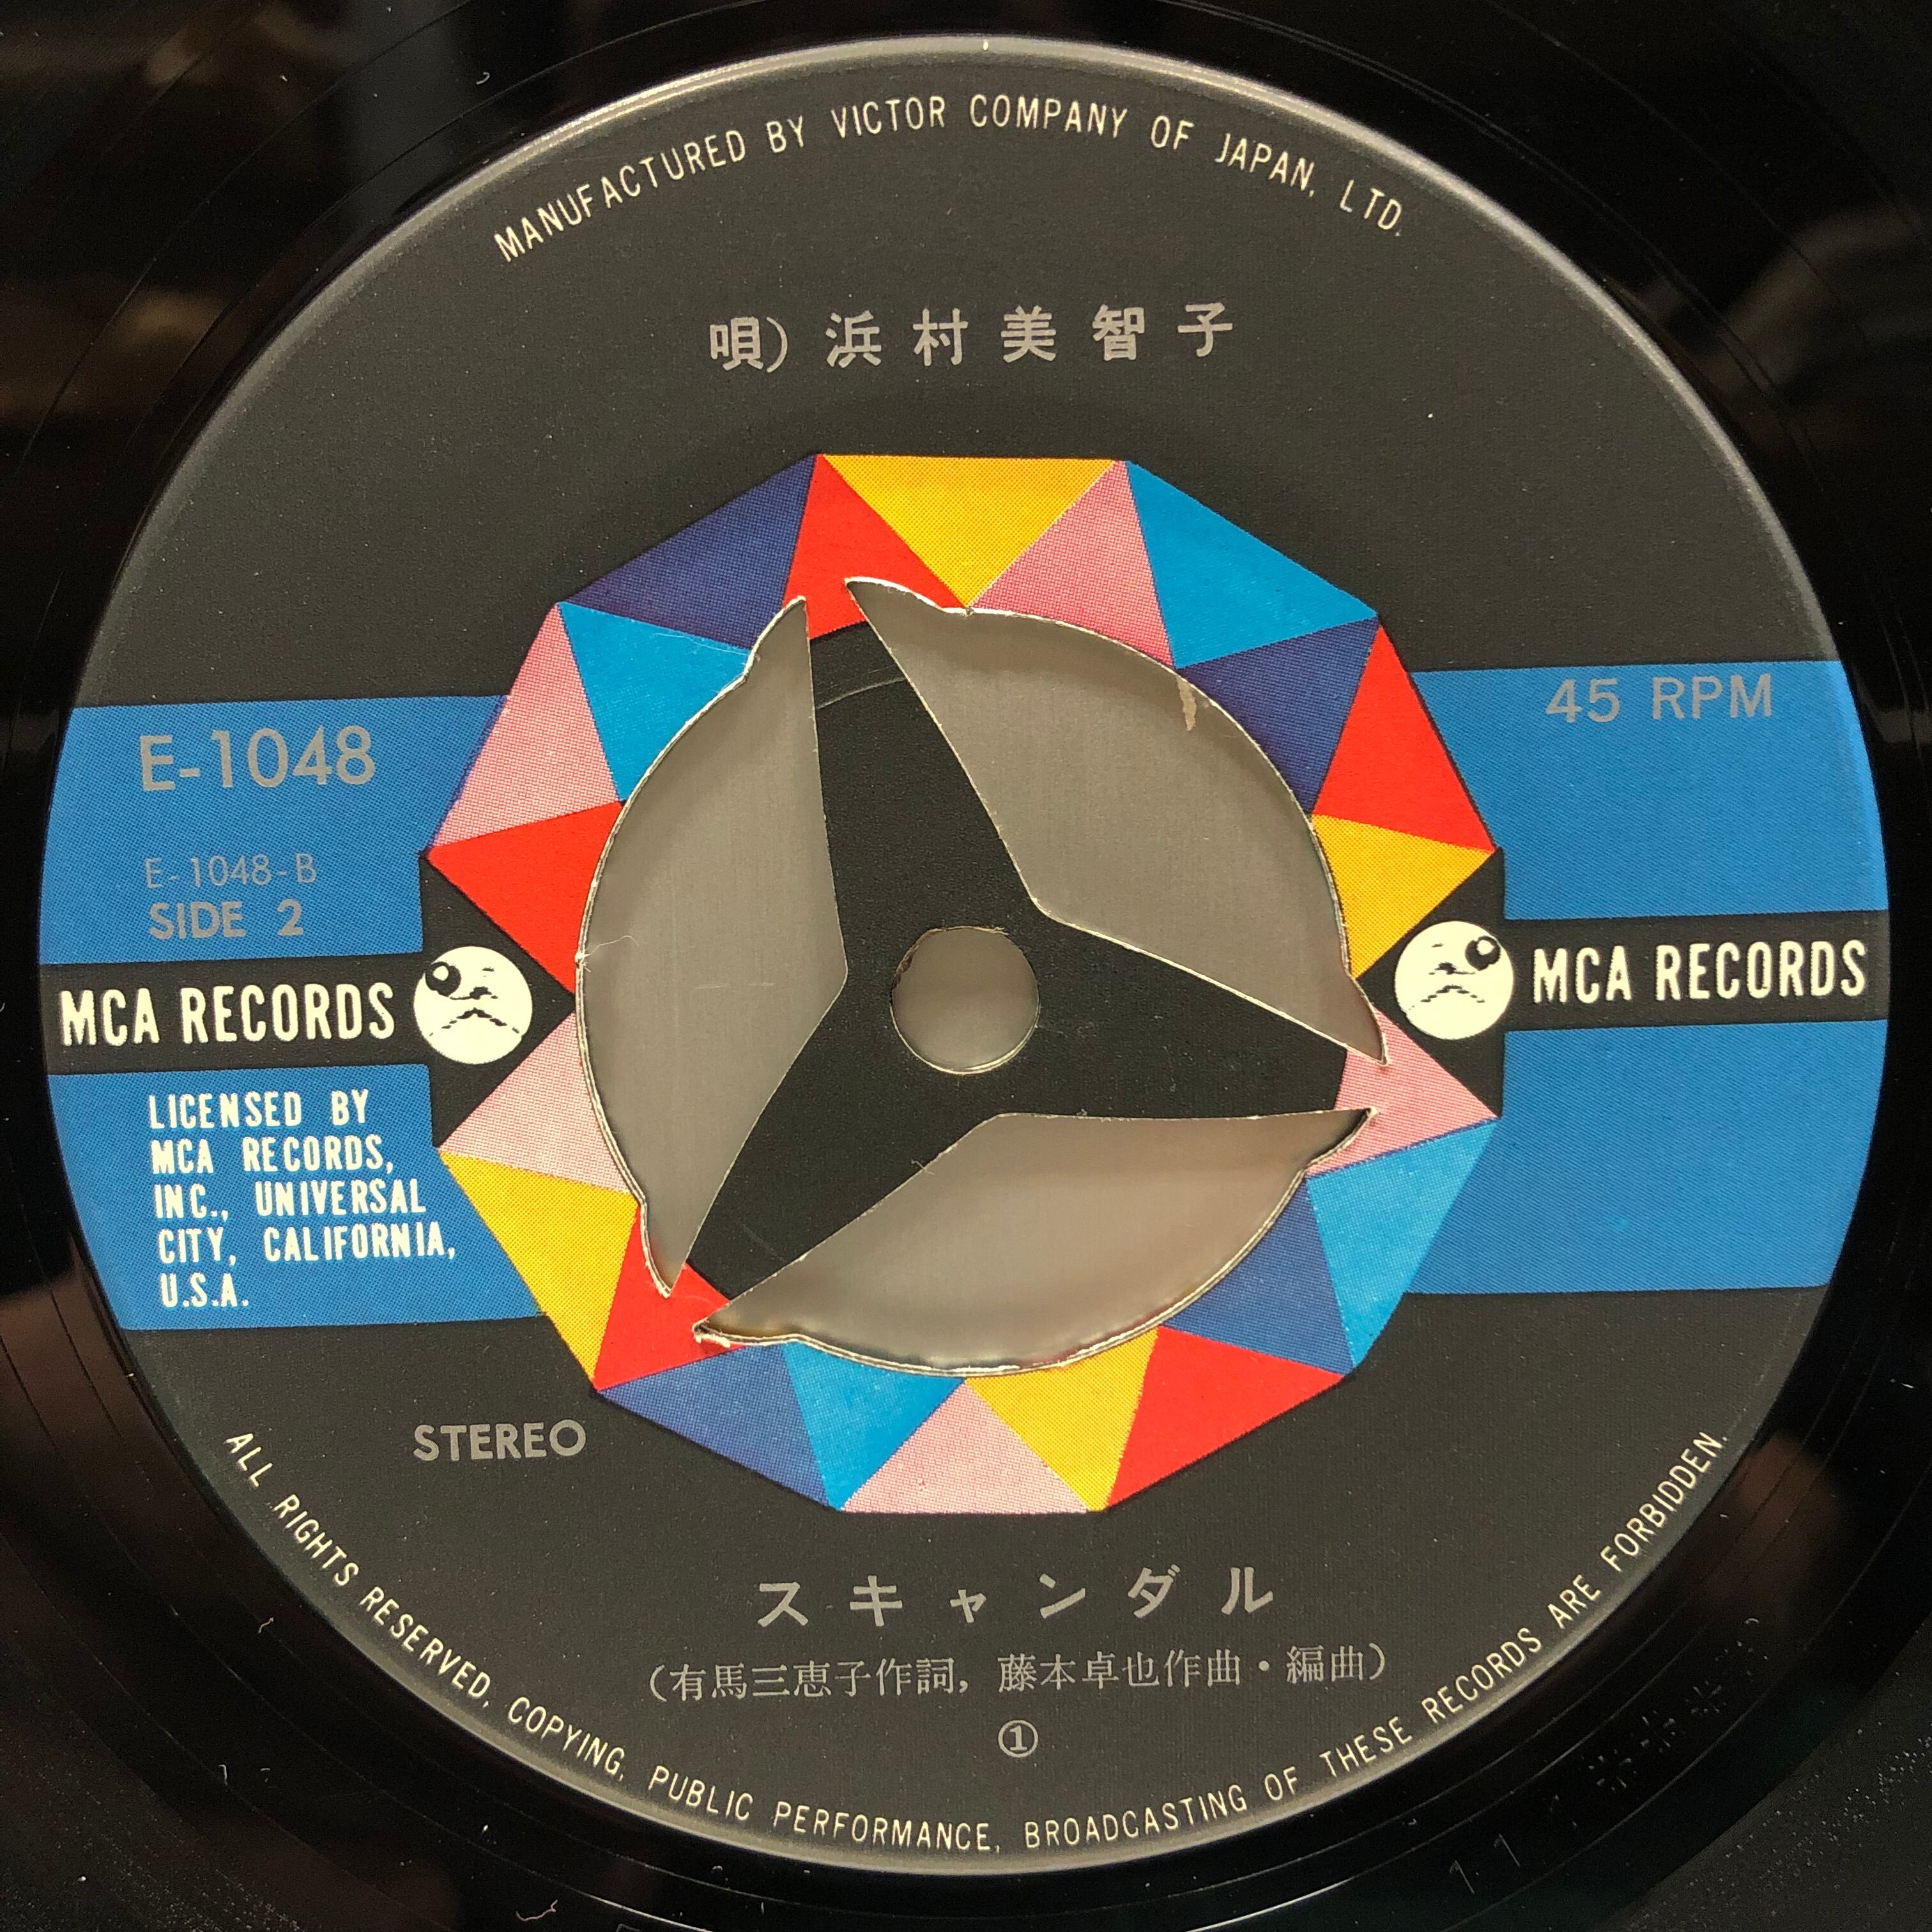 MANUFACTURED BY VICTOR COMPANY OF JAPAN, LTD.
唄) 浜村美智子
E-1048
45 RPM
E-1048-B
SIDE 2
MCA RECORDS
MCA RECORDS
LICENSED BY
MCA RECORDS,
INC., UNIVERSAL
CITY, CALIFORNIA,
U.S.A.
STEREO
スキャンダル
(有馬三恵子作詞, 藤本卓也作曲・編曲)
①
ALL RIGHTS RESERVED. COPYING, PUBLIC PERFORMANCE, BROADCASTING OF THESE RECORDS ARE FORBIDDEN.